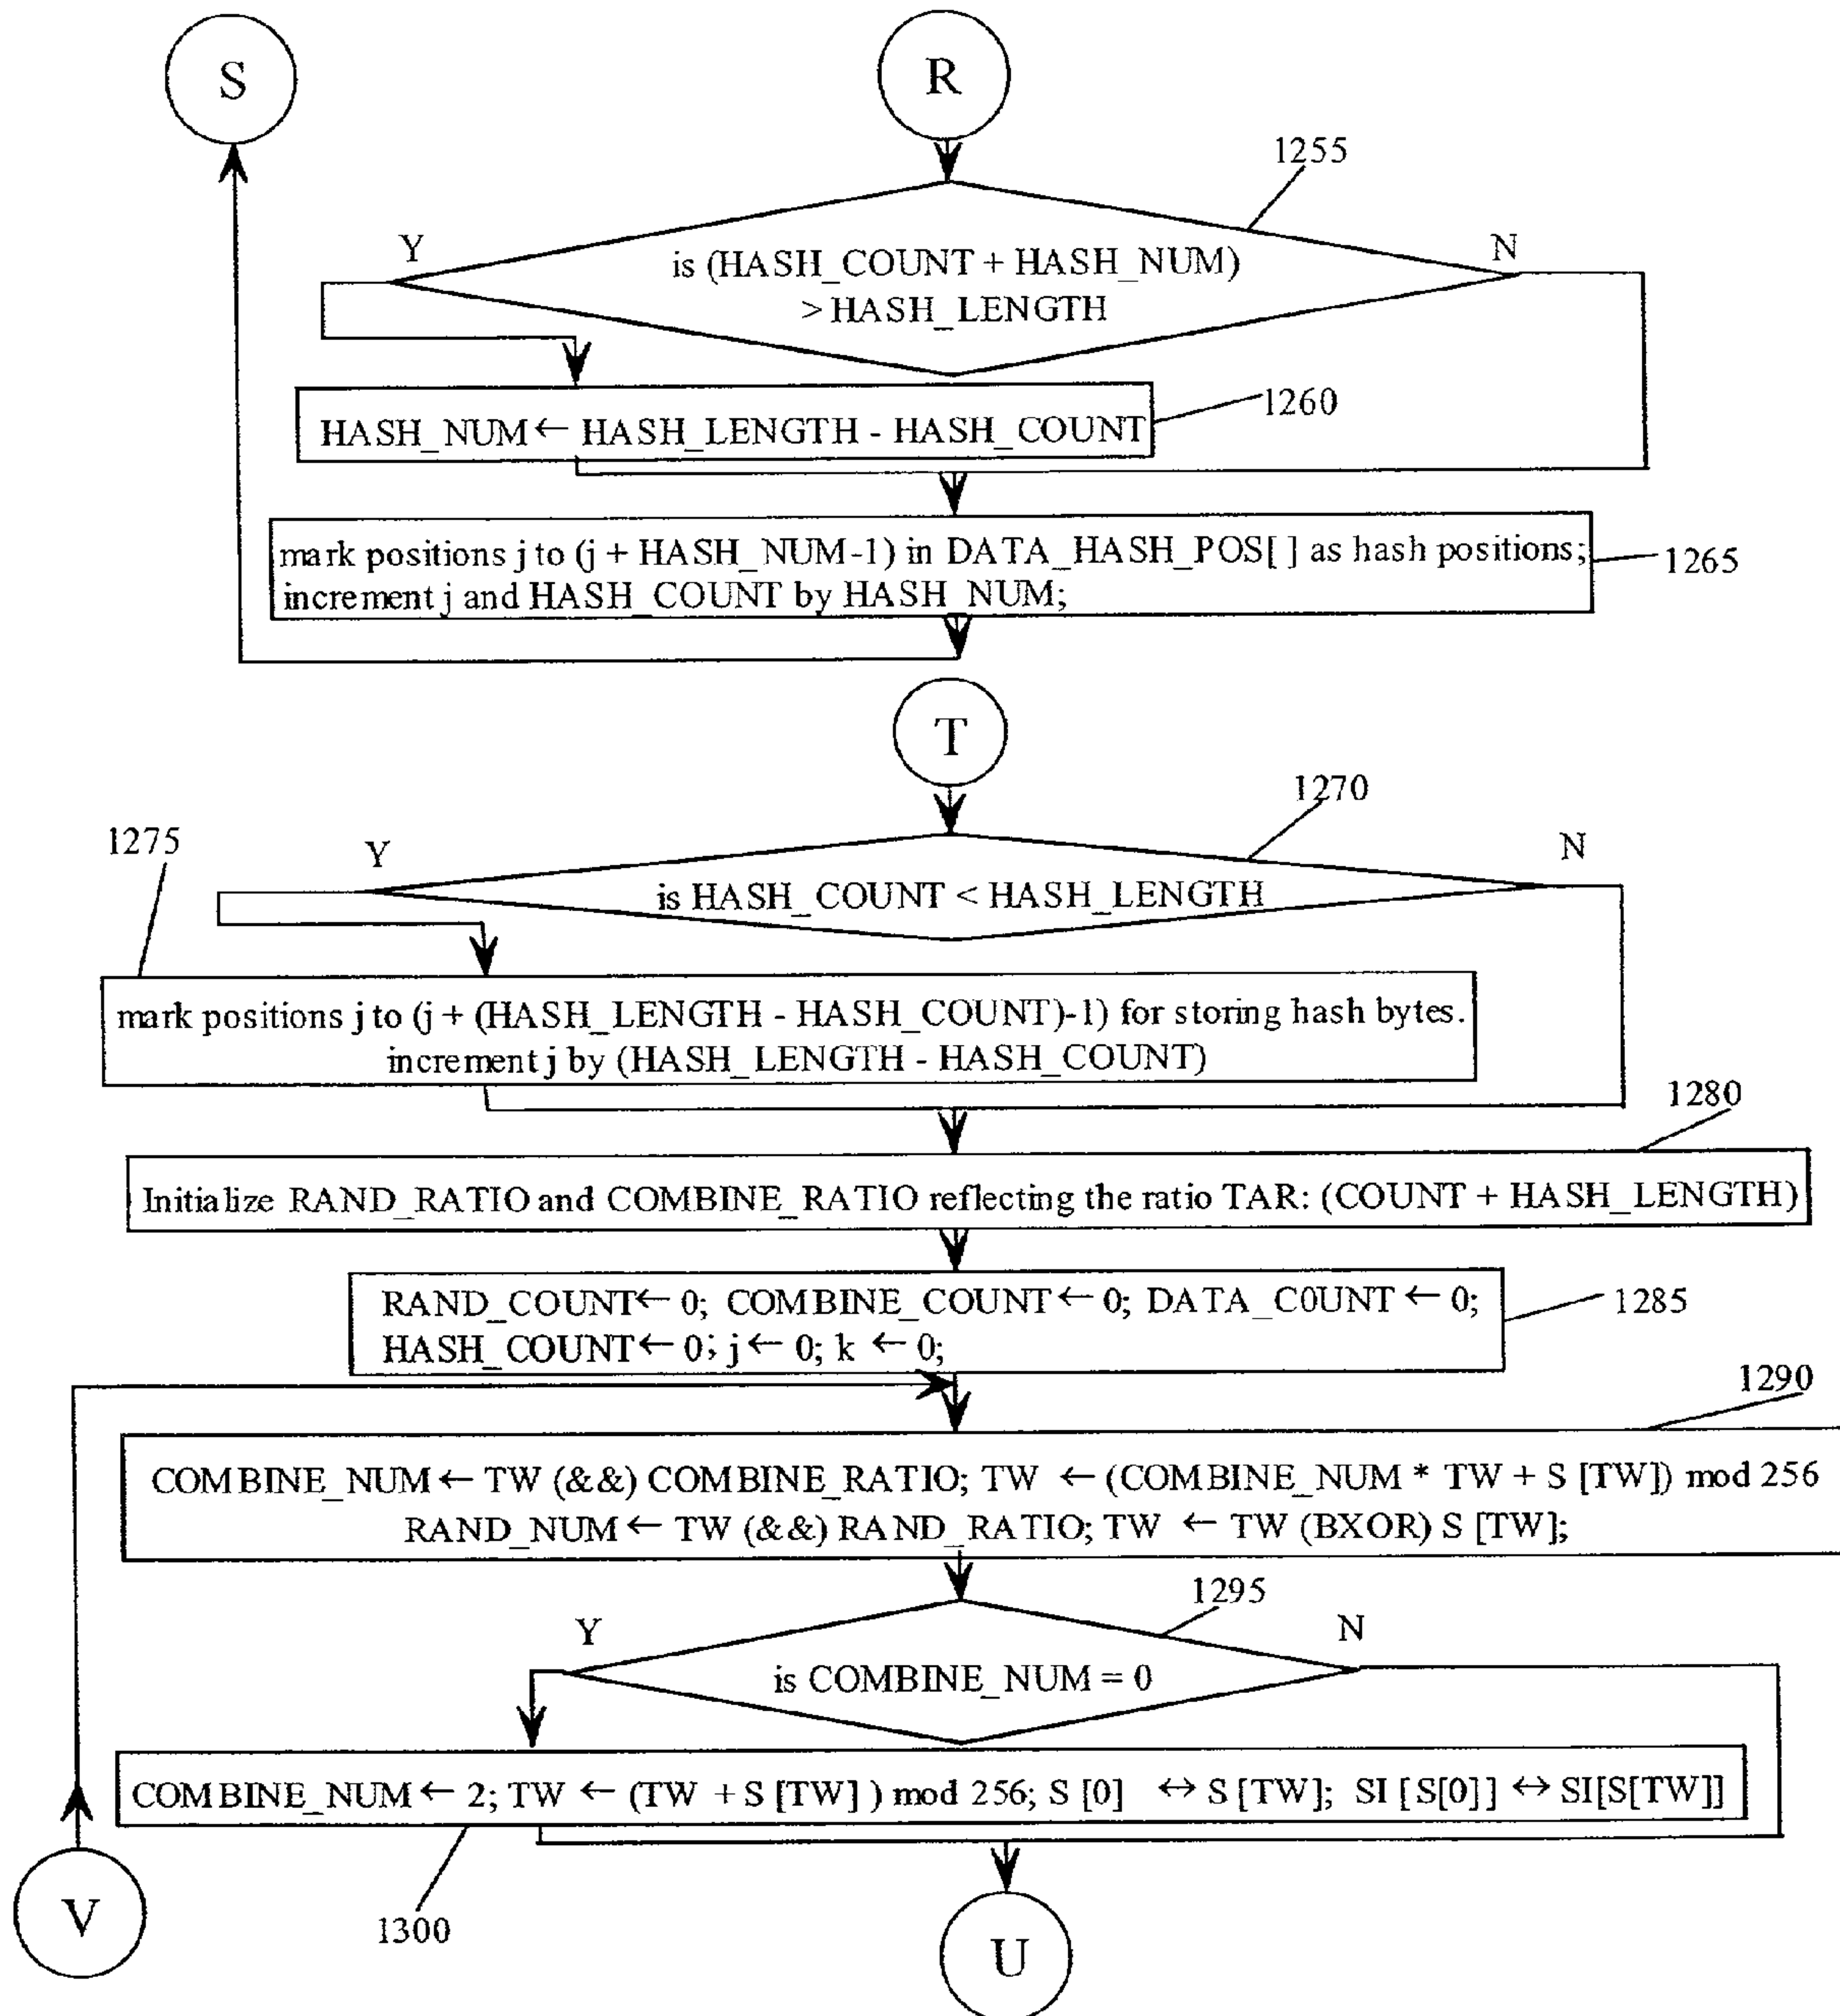 S
R
1255
Y
N
is (HASH_COUNT + HASH_NUM)
> HASH_LENGTH
1260
HASH_NUM ← HASH_LENGTH - HASH_COUNT
mark positions j to (j + HASH_NUM-1) in DATA_HASH_POS[ ] as hash positions;
increment j and HASH_COUNT by HASH_NUM;
1265
T
1270
1275
Y
N
is HASH_COUNT < HASH_LENGTH
mark positions j to (j + (HASH_LENGTH - HASH_COUNT)-1) for storing hash bytes.
increment j by (HASH_LENGTH - HASH_COUNT)
1280
Initialize RAND_RATIO and COMBINE_RATIO reflecting the ratio TAR: (COUNT + HASH_LENGTH)
RAND_COUNT ← 0; COMBINE_COUNT ← 0; DATA_C0UNT ← 0;
HASH_COUNT ← 0; j ← 0; k ← 0;
1285
1290
COMBINE_NUM ← TW (&&) COMBINE_RATIO; TW ← (COMBINE_NUM * TW + S [TW]) mod 256
RAND_NUM ← TW (&&) RAND_RATIO; TW ← TW (BXOR) S [TW];
1295
Y
N
is COMBINE_NUM = 0
COMBINE_NUM ← 2; TW ← (TW + S [TW] ) mod 256; S [0] ↔ S [TW]; SI [S[0]] ↔ SI[S[TW]]
V
1300
U